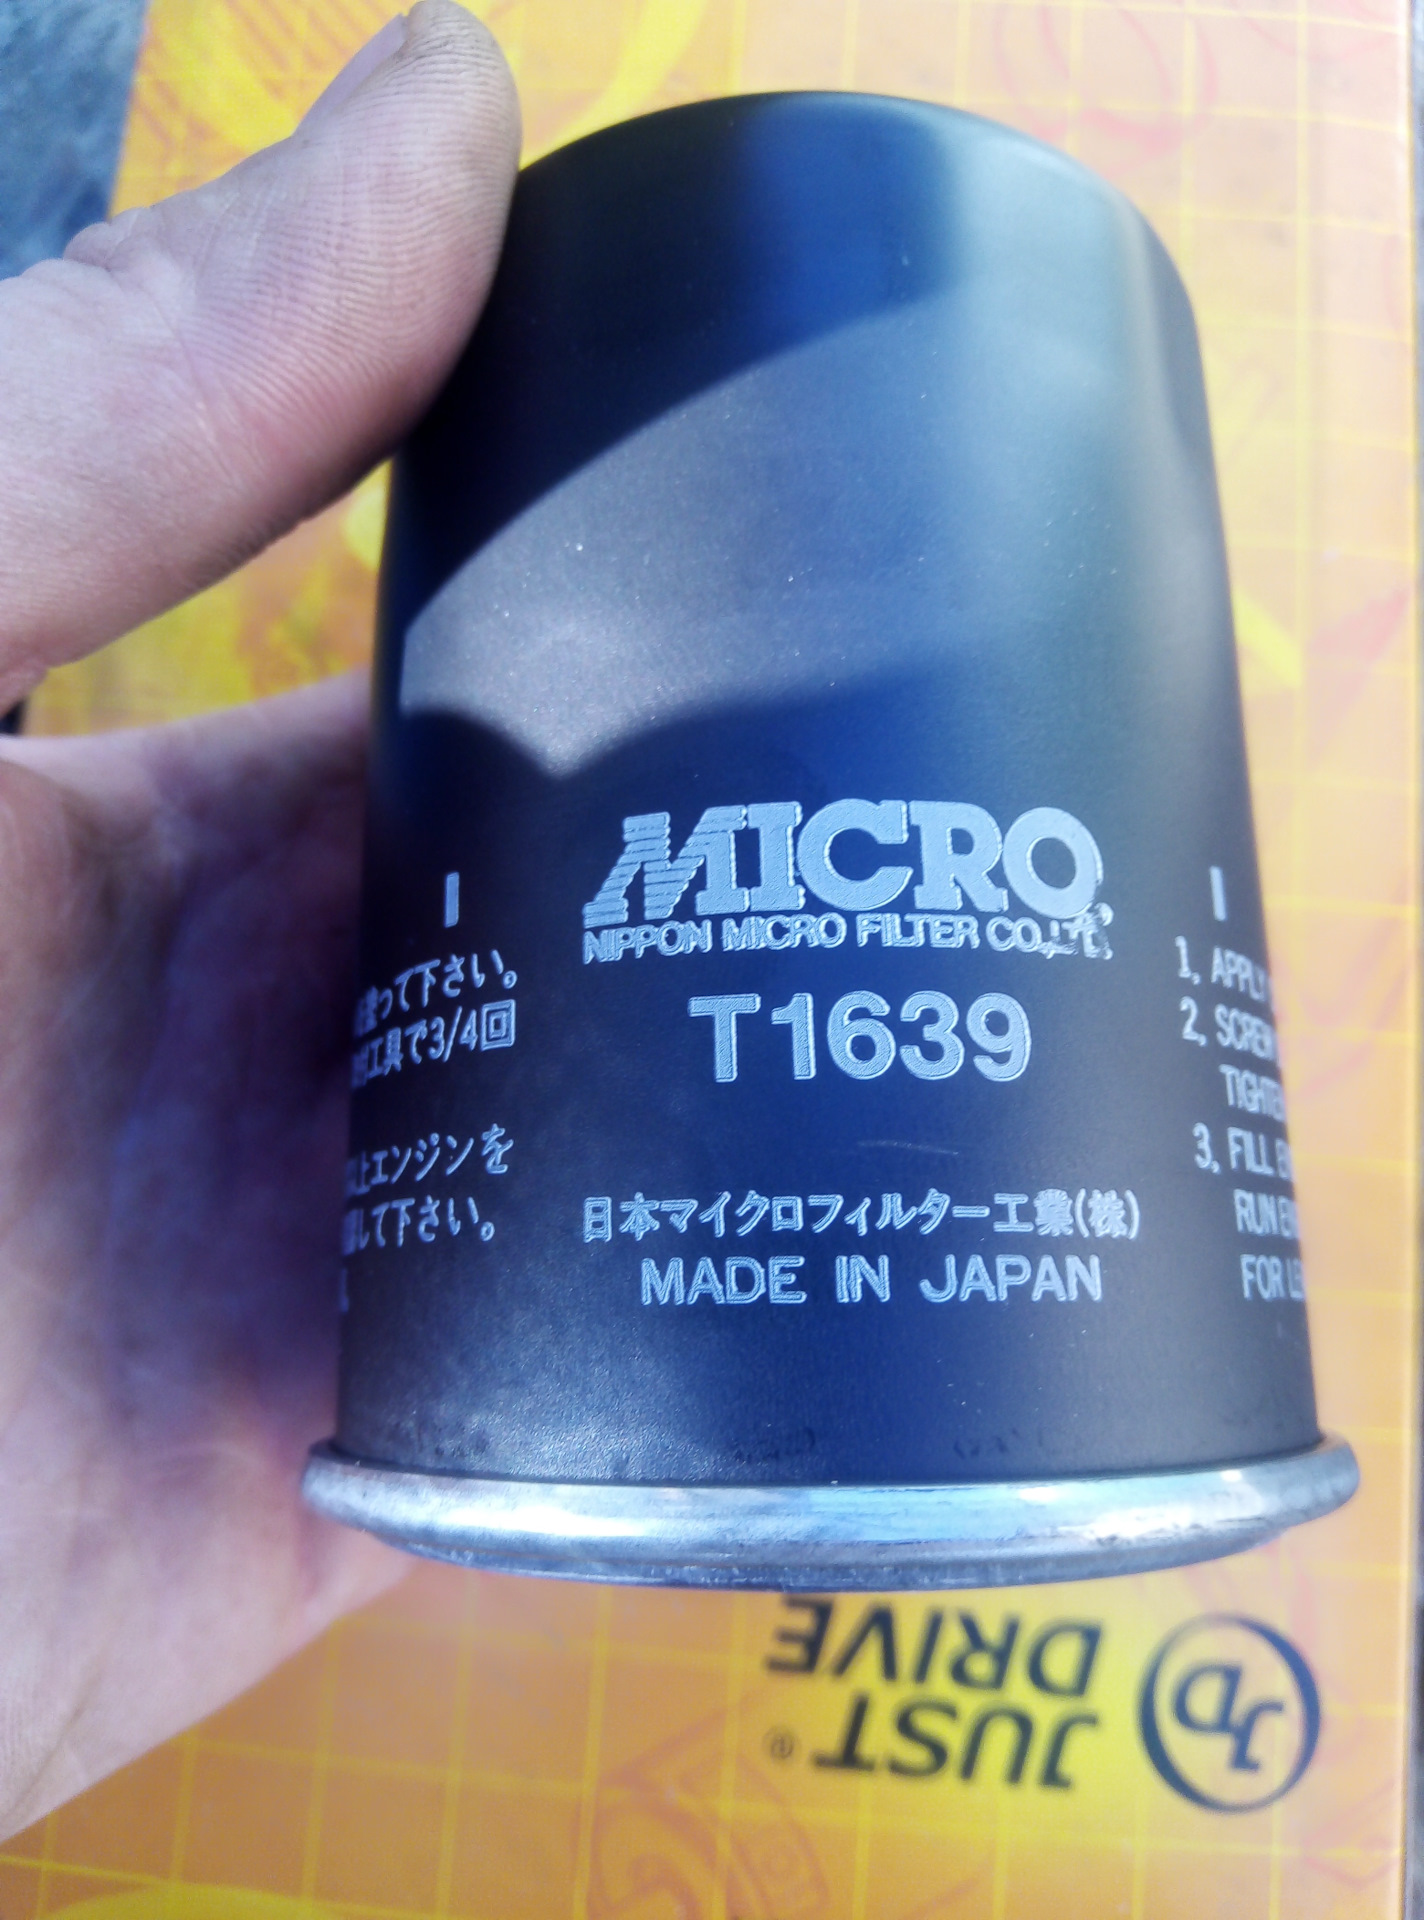 MICRO
NIPPON MICRO FILTER CO.,LTD.
T1639
日本マイクロフィルター工業(株)
MADE IN JAPAN
って下さい。
工具で3/4回
上エンジンを
して下さい。
1. APPLY
2. SCREW
TIGHTEN
3. FILL
RUN
FOR
JUST
DRIVE
JD